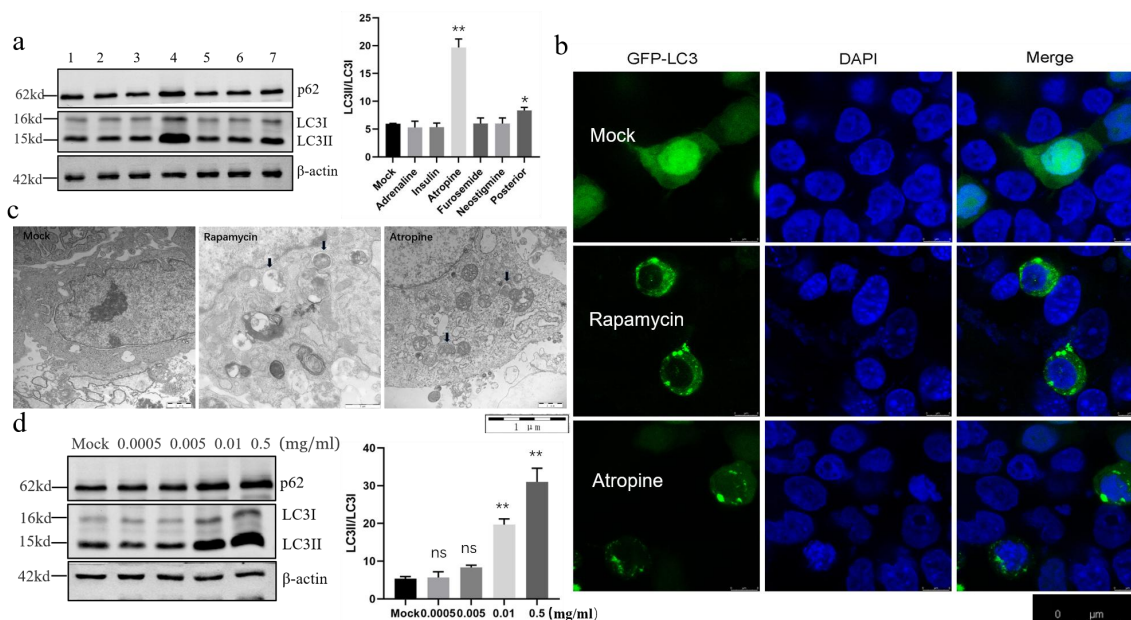 a
1 2 3 4 5 6 7
62kd
p62
16kd
LC3I
15kd
LC3II
42kd
β-actin
LC3II/LC3I
25
20
15
10
5
0
**
*
Mock
Adrenaline
Insulin
Atropine
Furosemide
Neostigmine
Posterior
b
GFP-LC3
DAPI
Merge
Mock
Rapamycin
Atropine
0 μm
c
Mock
Rapamycin
Atropine
1 μm
d
Mock 0.0005 0.005 0.01 0.5 (mg/ml)
62kd
p62
16kd
LC3I
15kd
LC3II
42kd
β-actin
LC3II/LC3I
40
30
20
10
0
ns
ns
**
**
Mock 0.0005 0.005 0.01 0.5 (mg/ml)